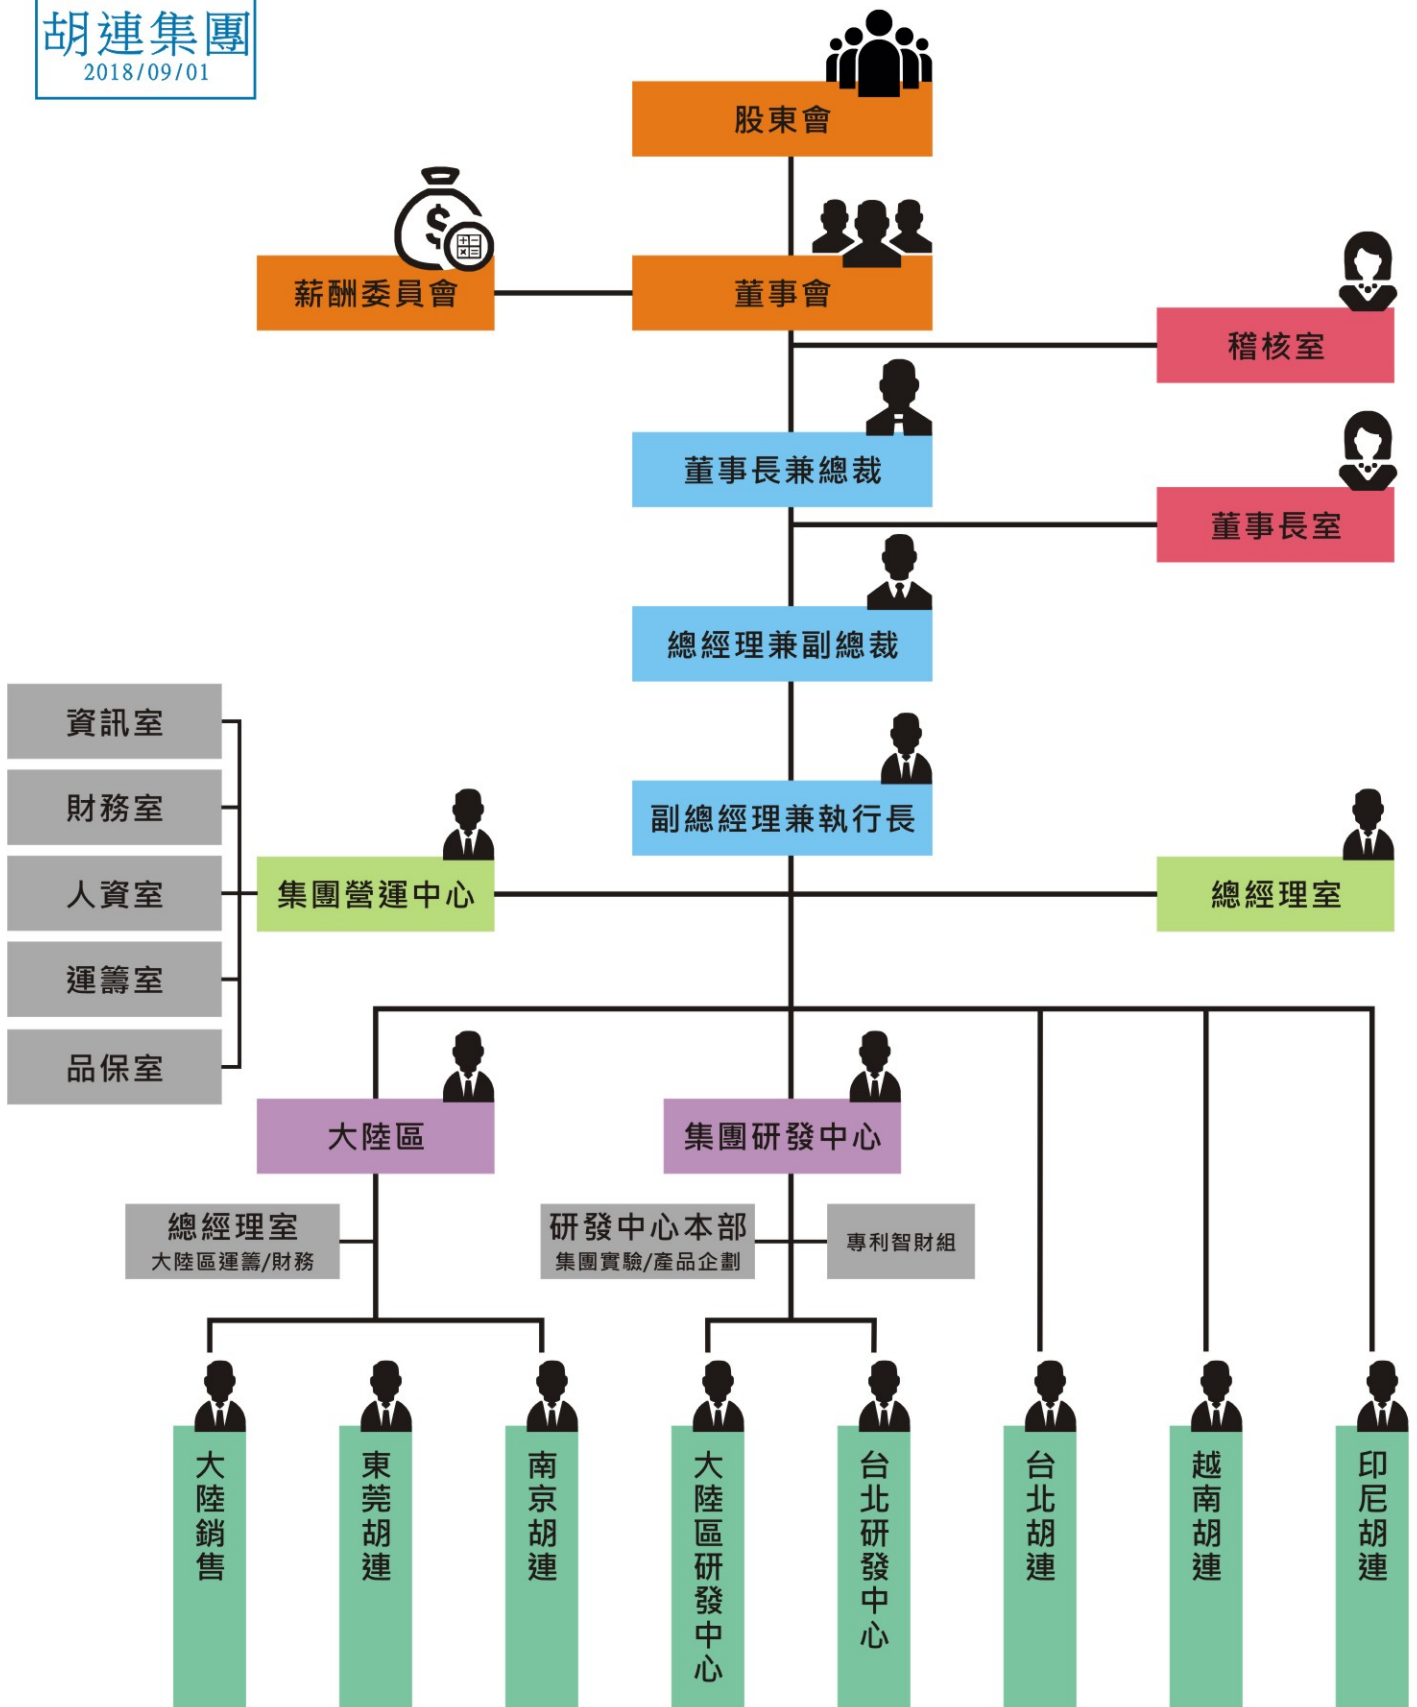 胡連集團
2018/09/01
股東會
薪酬委員會
董事會
稽核室
董事長兼總裁
董事長室
總經理兼副總裁
資訊室
財務室
人資室
運籌室
品保室
副總經理兼執行長
集團營運中心
總經理室
大陸區
集團研發中心
總經理室
大陸區運籌/財務
研發中心本部
集團實驗/產品企劃
專利智財組
大陸銷售
東莞胡連
南京胡連
大陸區研發中心
台北研發中心
台北胡連
越南胡連
印尼胡連